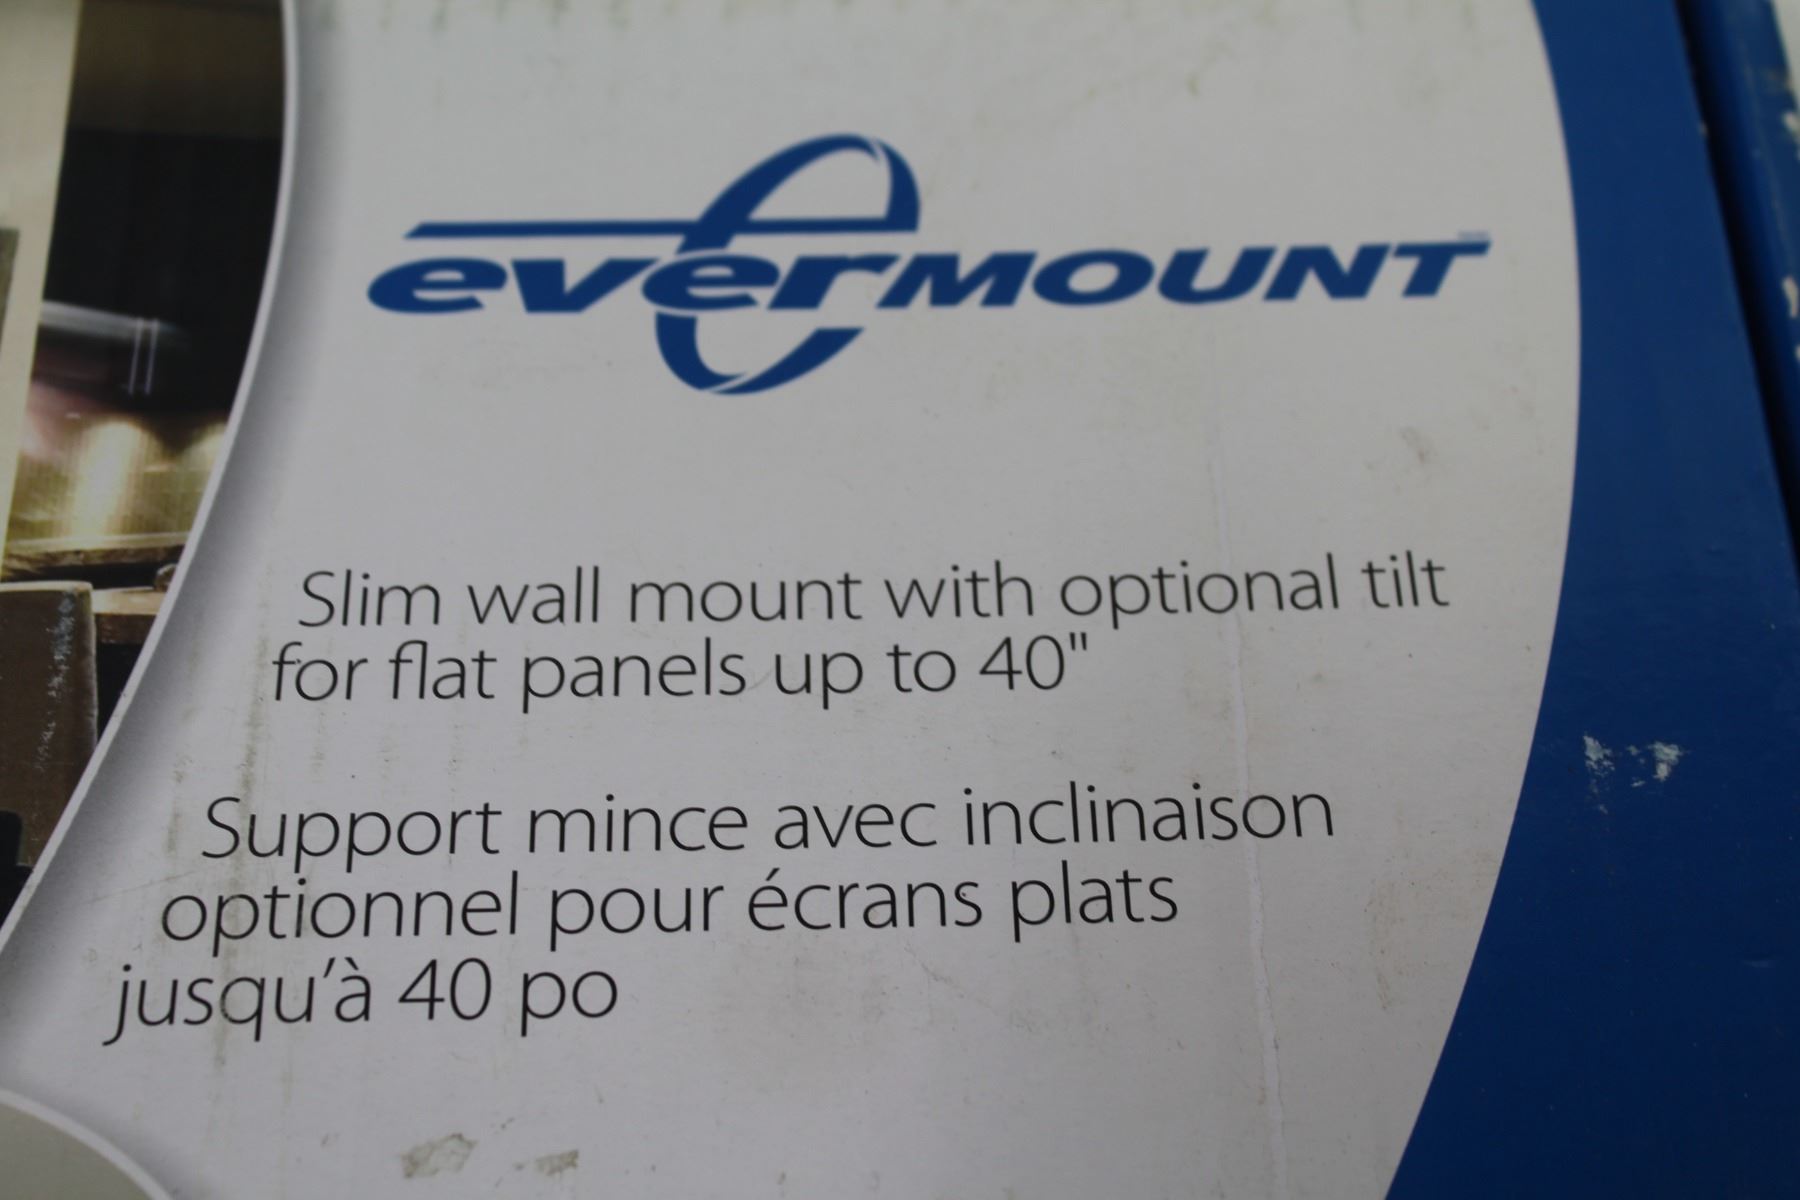 everMOUNT
Slim wall mount with optional tilt
for flat panels up to 40"
Support mince avec inclinaison
optionnel pour écrans plats
jusqu'à 40 po